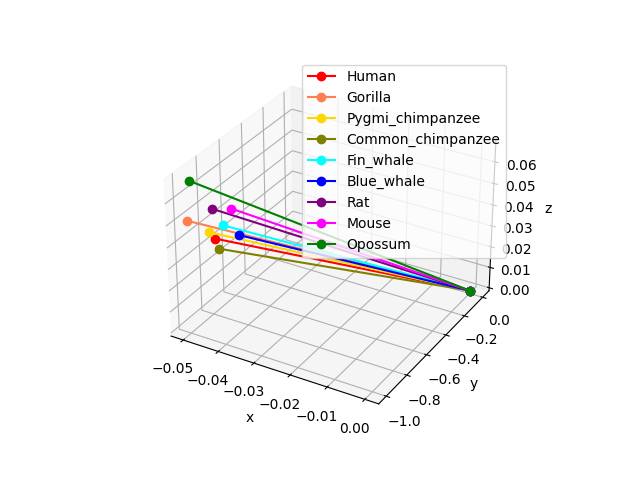 Human
Gorilla
Pygmi_chimpanzee
Common_chimpanzee
Fin_whale
Blue_whale
Rat
Mouse
Opossum
0.06
0.05
0.04
0.03
0.02
0.01
0.00
z
0.0
−0.2
−0.4
−0.6
−0.8
−1.0
y
−0.05
−0.04
−0.03
−0.02
−0.01
0.00
x